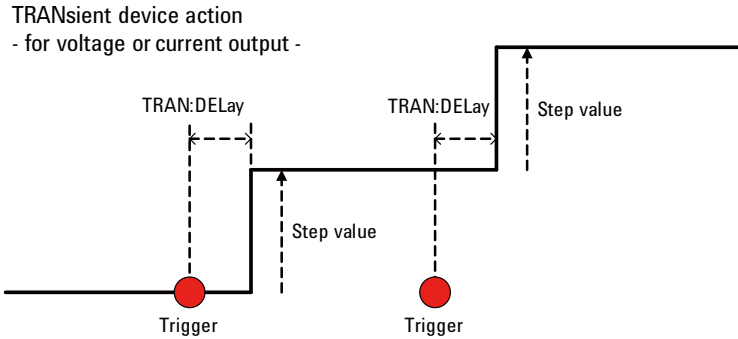 TRANsient device action
- for voltage or current output -
TRAN:DELay
TRAN:DELay
Step value
Step value
Trigger
Trigger